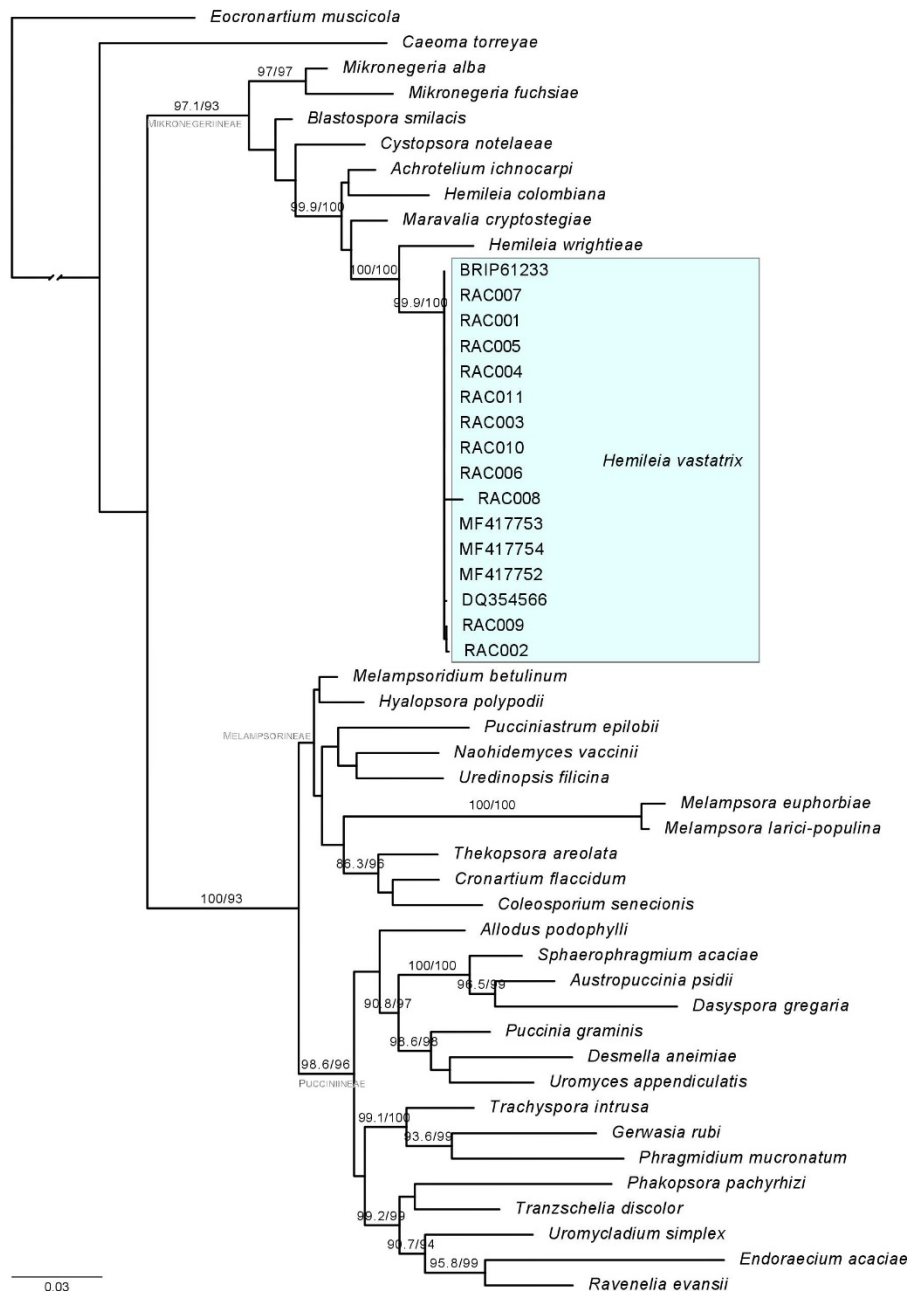 Eocronartium muscicola
Caeoma torreyae
97/97
Mikronegeria alba
Mikronegeria fuchsiae
97.1/93
MIKRONEGERIINEAE
Blastospora smilacis
Cystopsora notelaeae
Achrotelium ichnocarpi
99.9/100
Hemileia colombiana
Maravalia cryptostegiae
Hemileia wrightieae
100/100
BRIP61233
99.9/100
RAC007
RAC001
RAC005
RAC004
RAC011
RAC003
RAC010
Hemileia vastatrix
RAC006
RAC008
MF417753
MF417754
MF417752
DQ354566
RAC009
RAC002
Melampsoridium betulinum
Hyalopsora polypodii
Pucciniastrum epilobii
MELAMPSORINEAE
Naohidemyces vaccinii
Uredinopsis filicina
100/100
Melampsora euphorbiae
Melampsora larici-populina
Thekopsora areolata
86.3/96
Cronartium flaccidum
Coleosporium senecionis
100/93
Allodus podophylli
Sphaerophragmium acaciae
100/100
Austropuccinia psidii
96.5/99
Dasyspora gregaria
90.8/97
Puccinia graminis
98.6/98
Desmella aneimiae
98.6/96
Uromyces appendiculatis
PUCCINIINEAE
Trachyspora intrusa
99.1/100
Gerwasia rubi
93.6/99
Phragmidium mucronatum
Phakopsora pachyrhizi
Tranzschelia discolor
99.2/99
Uromycladium simplex
90.7/94
Endoraecium acaciae
95.8/99
Ravenelia evansii
0.03